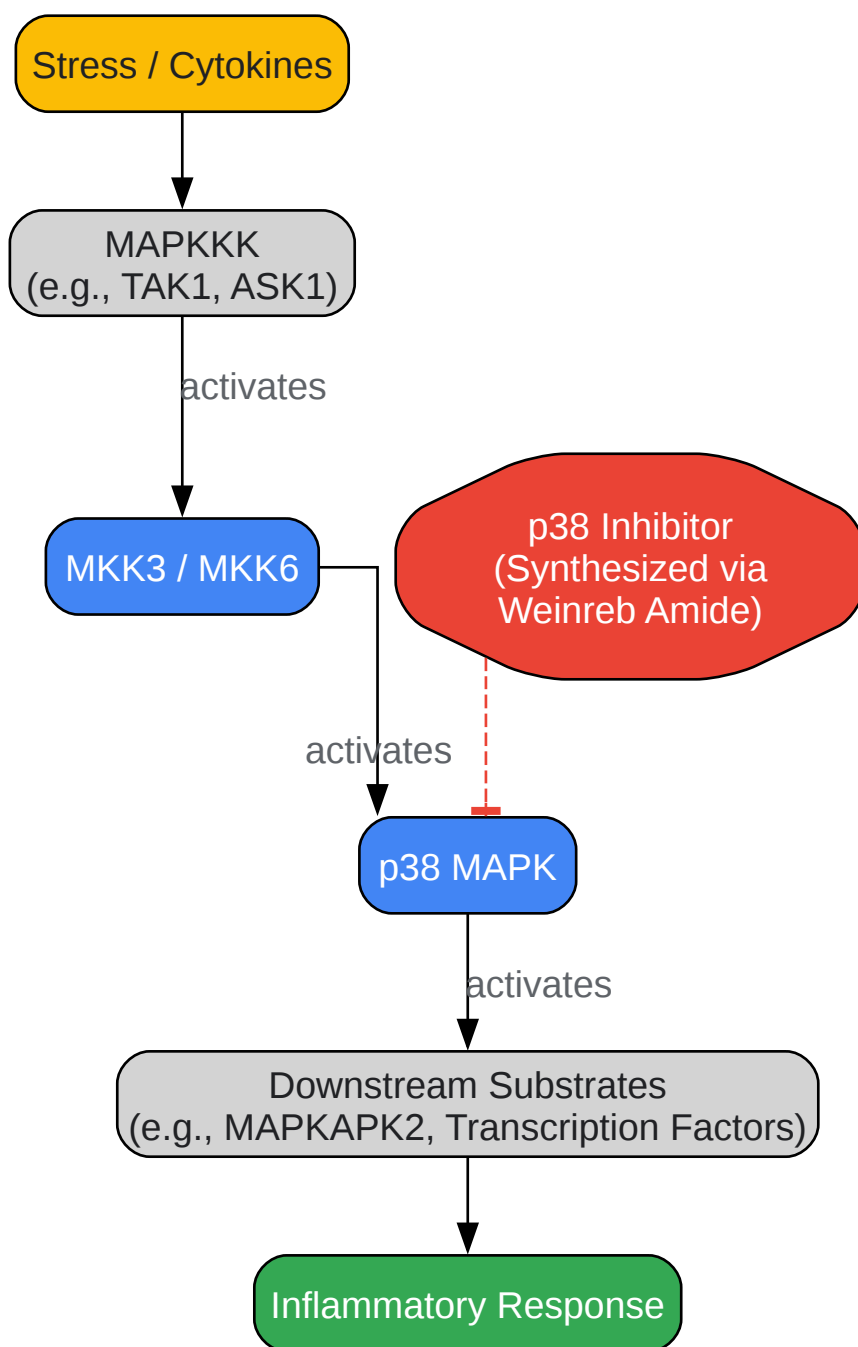 Stress / Cytokines
MAPKKK
(e.g., TAK1, ASK1)
activates
MKK3 / MKK6
p38 Inhibitor
(Synthesized via
Weinreb Amide)
activates
p38 MAPK
activates
Downstream Substrates
(e.g., MAPKAPK2, Transcription Factors)
Inflammatory Response